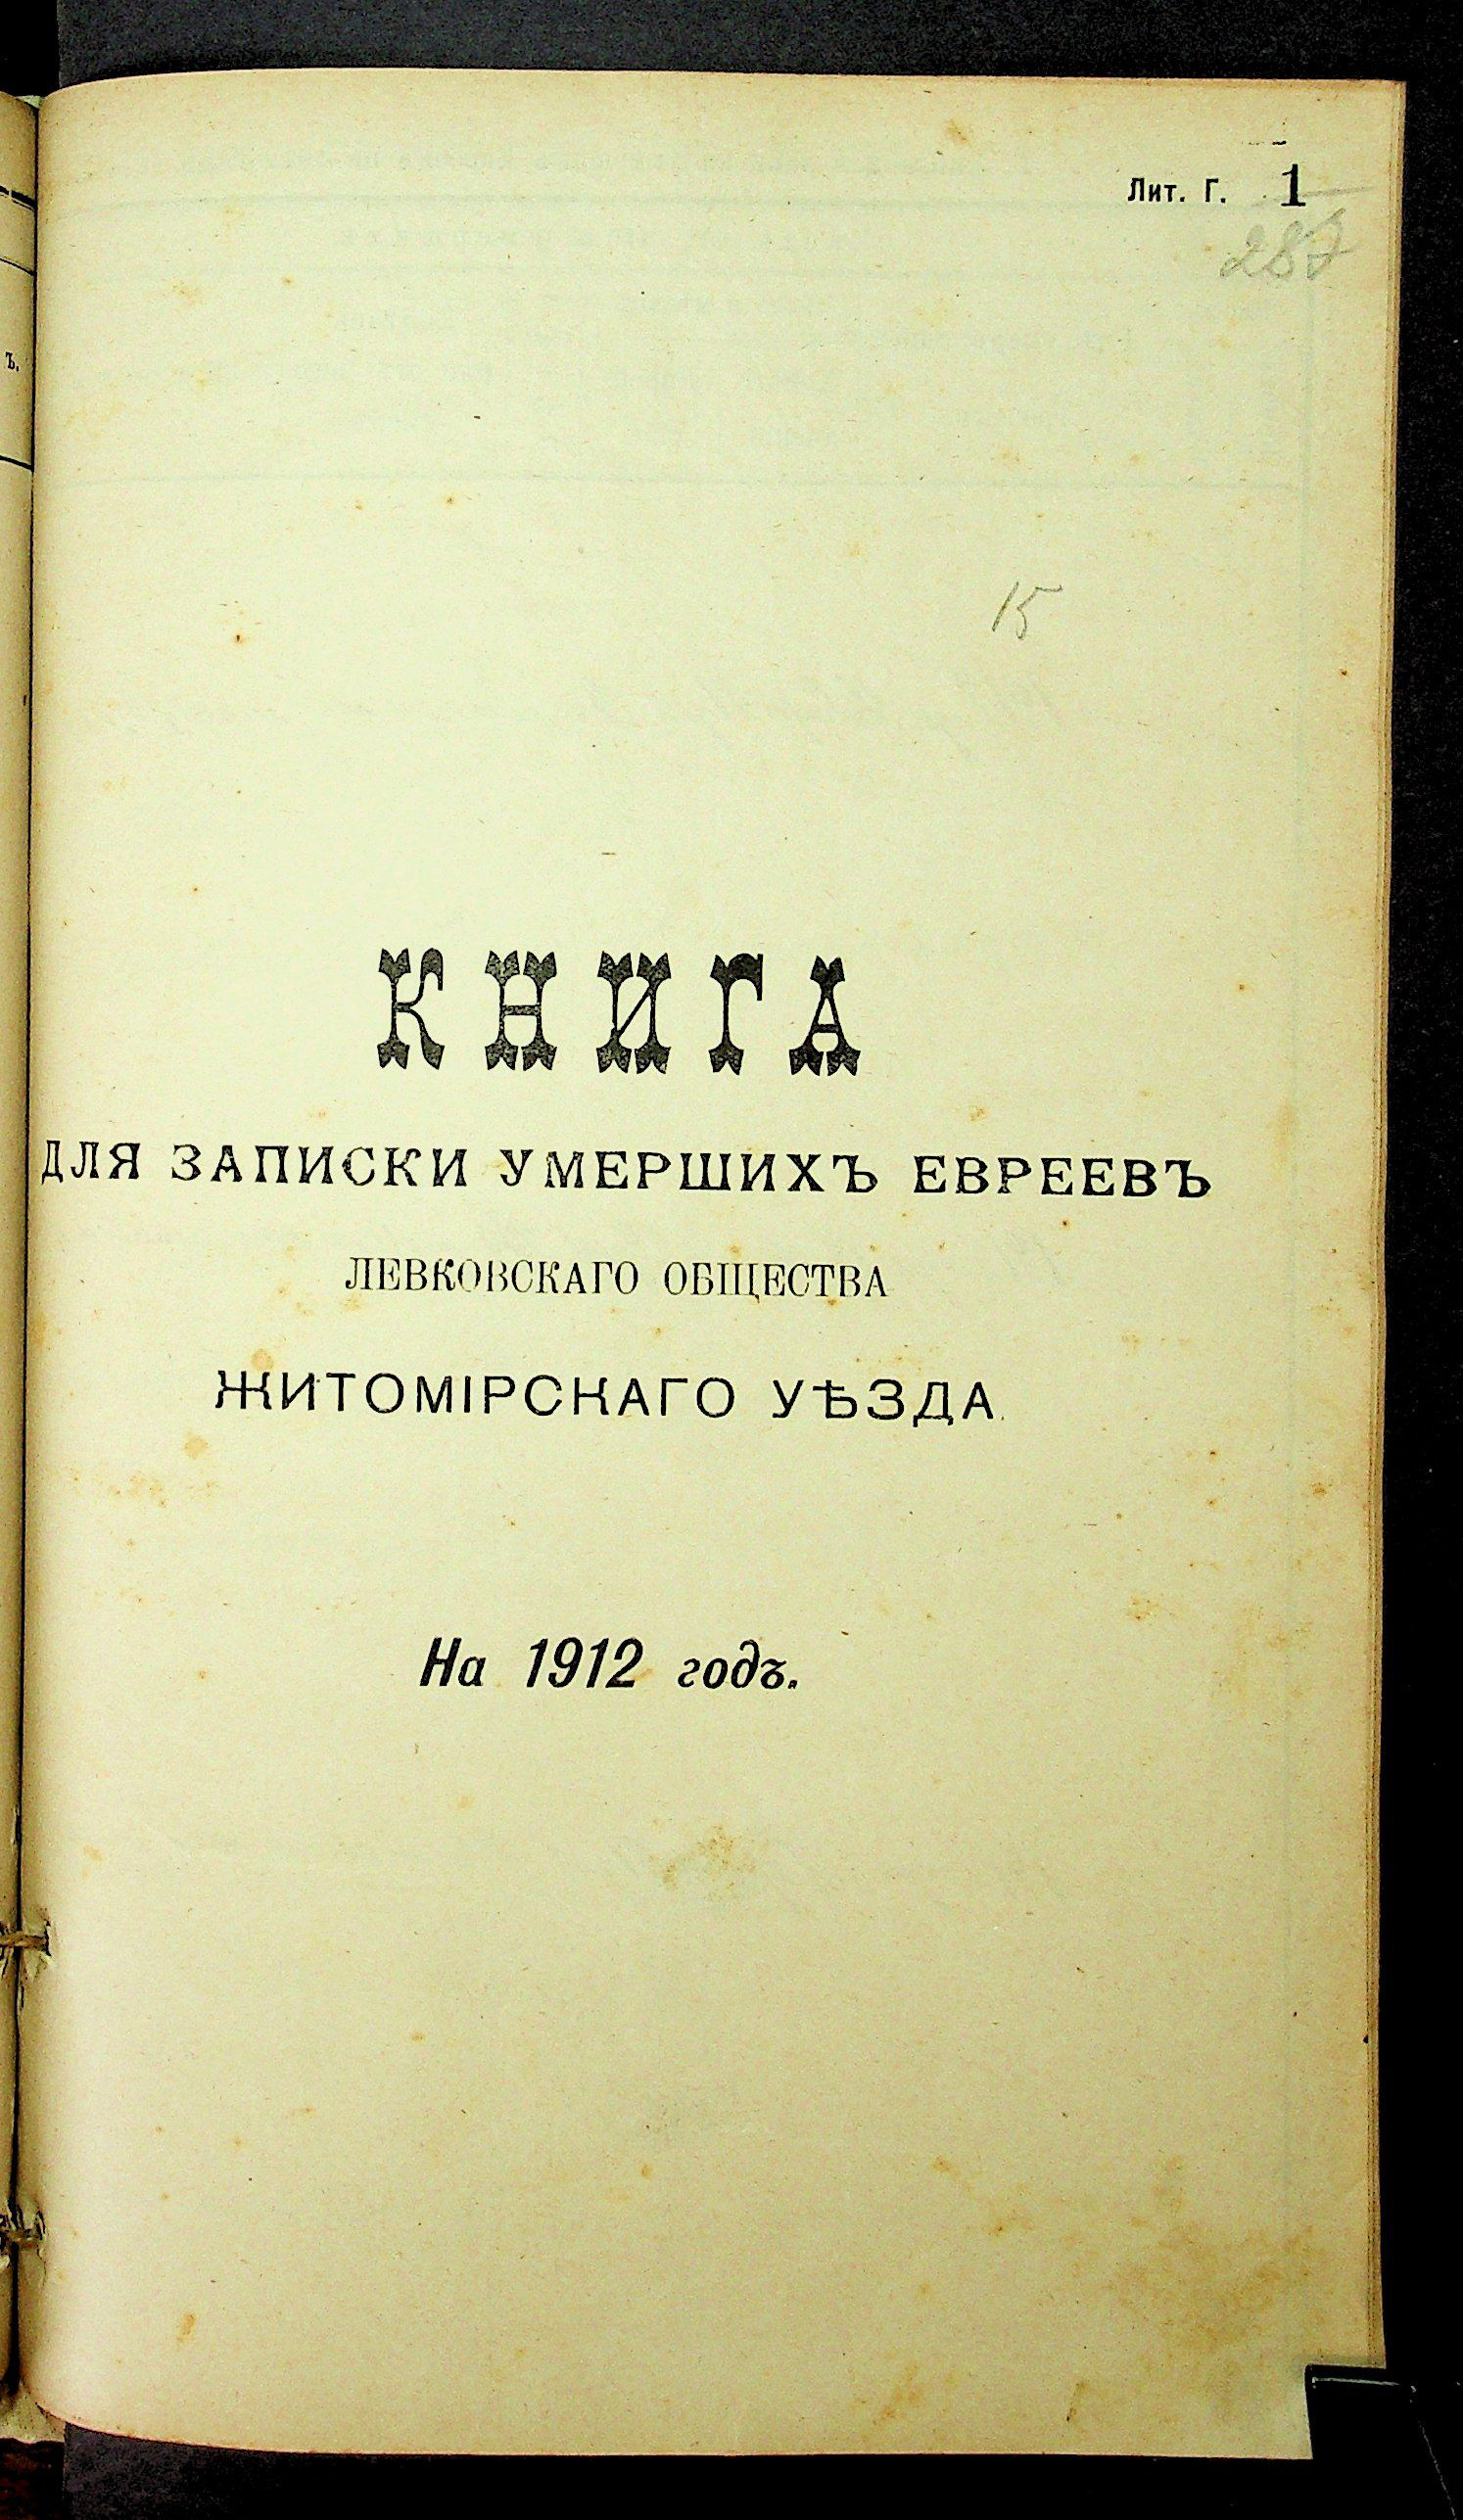 Лит. Г. 1
287
15
КНИГА
ДЛЯ ЗАПИСКИ УМЕРШИХЪ ЕВРЕЕВЪ
ЛЕВКОВСКАГО ОБЩЕСТВА
ЖИТОМІРСКАГО УѢЗДА.
На 1912 годъ.
ъ.